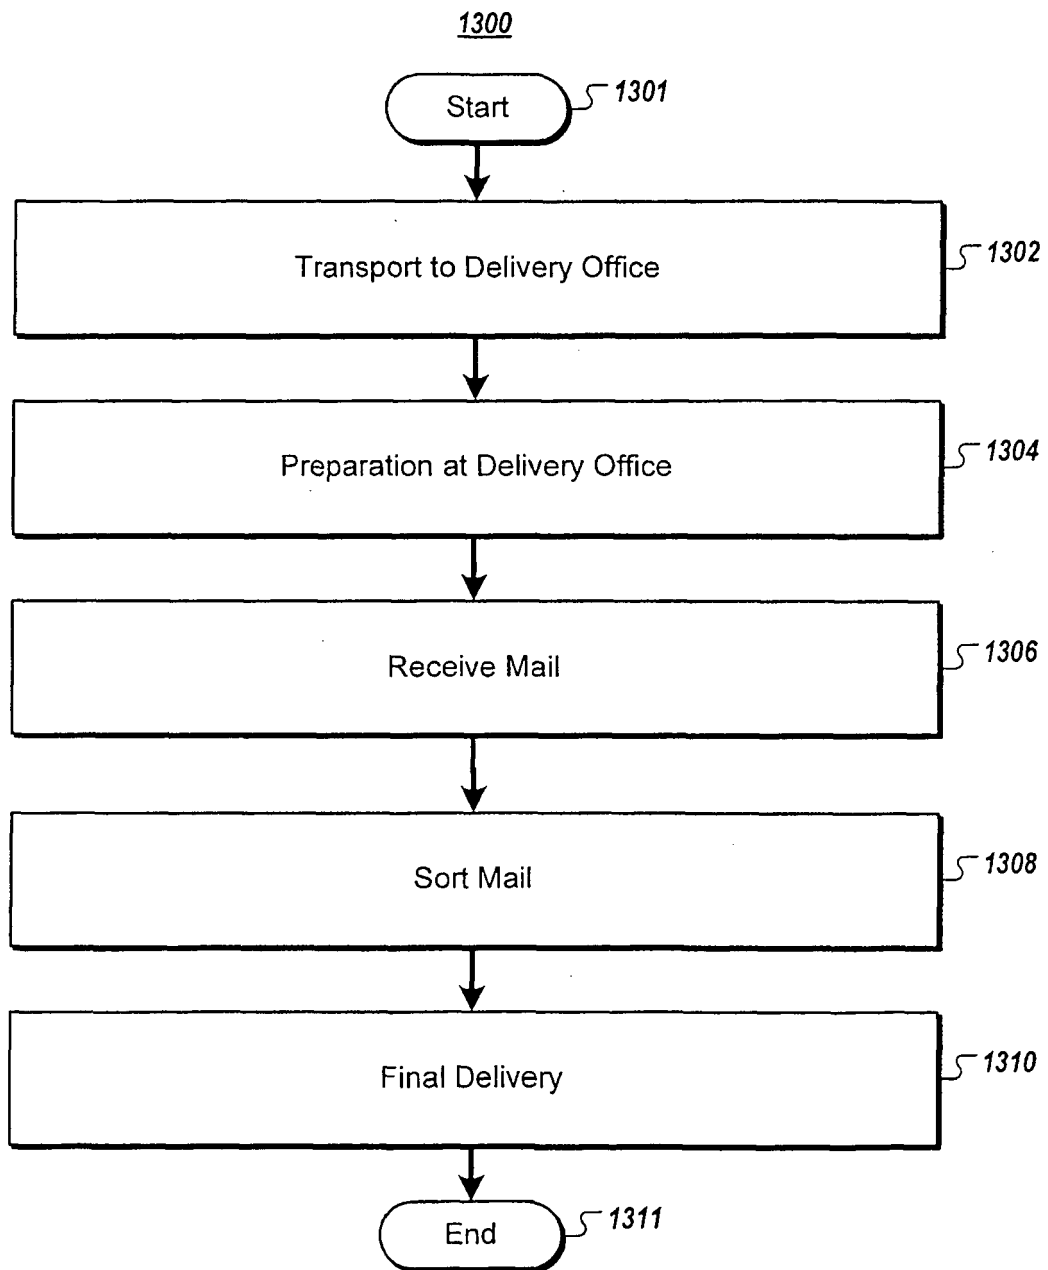 1300
Start 1301
Transport to Delivery Office 1302
Preparation at Delivery Office 1304
Receive Mail 1306
Sort Mail 1308
Final Delivery 1310
End 1311